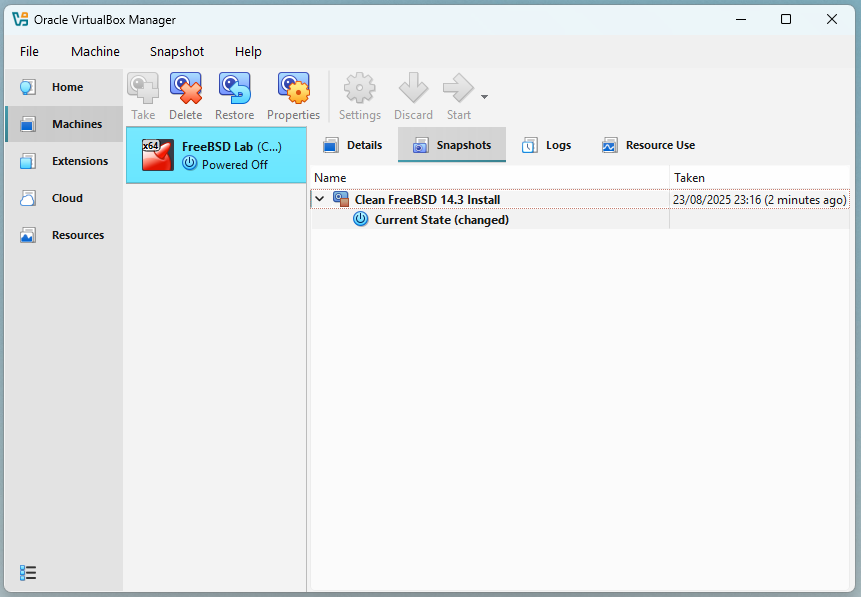 Oracle VirtualBox Manager
File Machine Snapshot Help
Home
Machines
Extensions
Cloud
Resources
Take Delete Restore Properties Settings Discard Start
x64
FreeBSD Lab (C...)
Powered Off
Details Snapshots Logs Resource Use
Name Taken
Clean FreeBSD 14.3 Install 23/08/2025 23:16 (2 minutes ago)
Current State (changed)